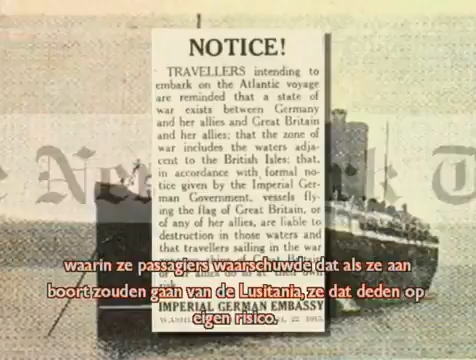 NOTICE!
TRAVELLERS intending to
embark on the Atlantic voyage
are reminded that a state of
war exists between Germany
and her allies and Great Britain
and her allies; that the zone of
war includes the waters adja-
cent to the British Isles; that,
in accordance with formal no-
tice given by the Imperial Ger-
man Government, vessels fly-
ing the flag of Great Britain, or
of any of her allies, are liable to
destruction in those waters and
that travellers sailing in the war
IMPERIAL GERMAN EMBASSY
22 1915
waarin ze passagiers waarschuwde dat als ze aan
boort zouden gaan van de Lusitania, ze dat deden op
eigen risico.